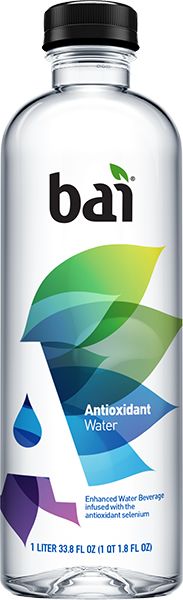 bai®
Antioxidant
Water
Enhanced Water Beverage
infused with the
antioxidant selenium
1 LITER 33.8 FL OZ (1 QT 1.8 FL OZ)